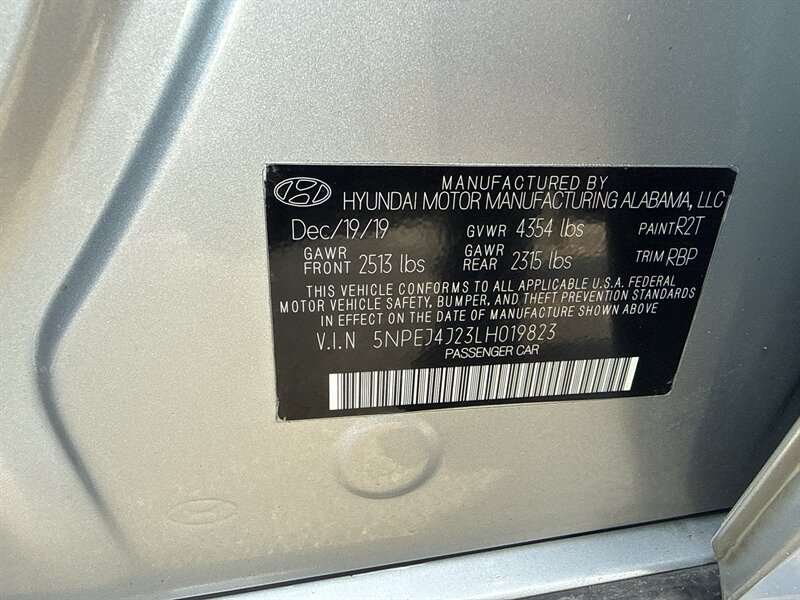 MANUFACTURED BY
HYUNDAI MOTOR MANUFACTURING ALABAMA, LLC
Dec/19/19 GVWR 4354 lbs PAINT R2T
GAWR FRONT 2513 lbs GAWR REAR 2315 lbs TRIM RBP
THIS VEHICLE CONFORMS TO ALL APPLICABLE U.S.A. FEDERAL
MOTOR VEHICLE SAFETY, BUMPER, AND THEFT PREVENTION STANDARDS
IN EFFECT ON THE DATE OF MANUFACTURE SHOWN ABOVE
V.I.N 5NPEJ4J23LH019823
PASSENGER CAR